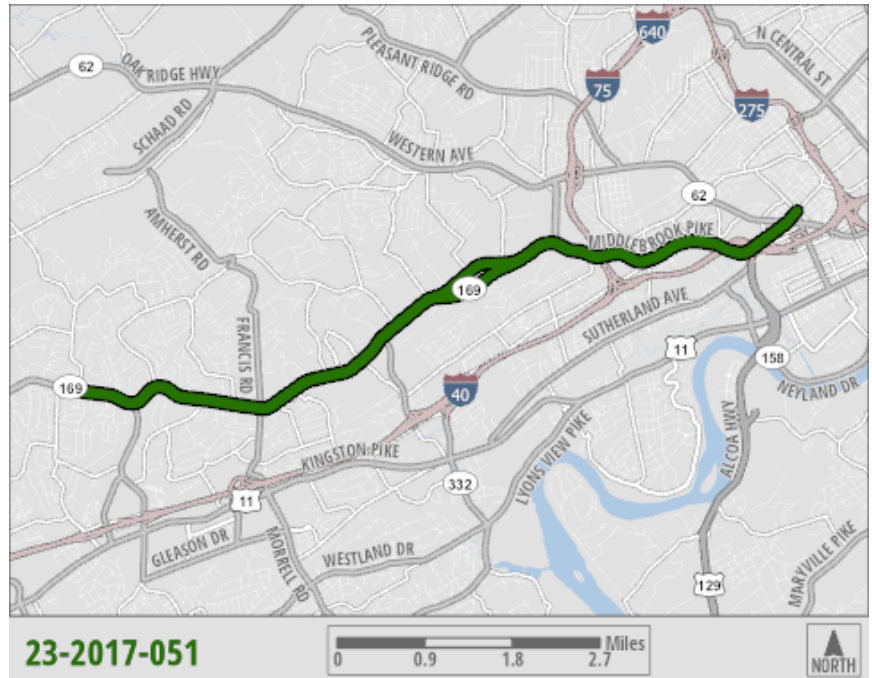 640
N CENTRAL ST
PLEASANT RIDGE RD
OAK RIDGE HWY
62
75
275
SCHAAD RD
WESTERN AVE
62
AMHERST RD
MIDDLEBROOK PIKE
169
SUTHERLAND AVE
FRANCIS RD
11
158
169
40
NEYLAND DR
KINGSTON PIKE
LYONS VIEW PIKE
ALCOA HWY
332
11
GLEASON DR
MORRELL RD
WESTLAND DR
129
MARYVILLE PIKE
23-2017-051
Miles
0 0.9 1.8 2.7
NORTH